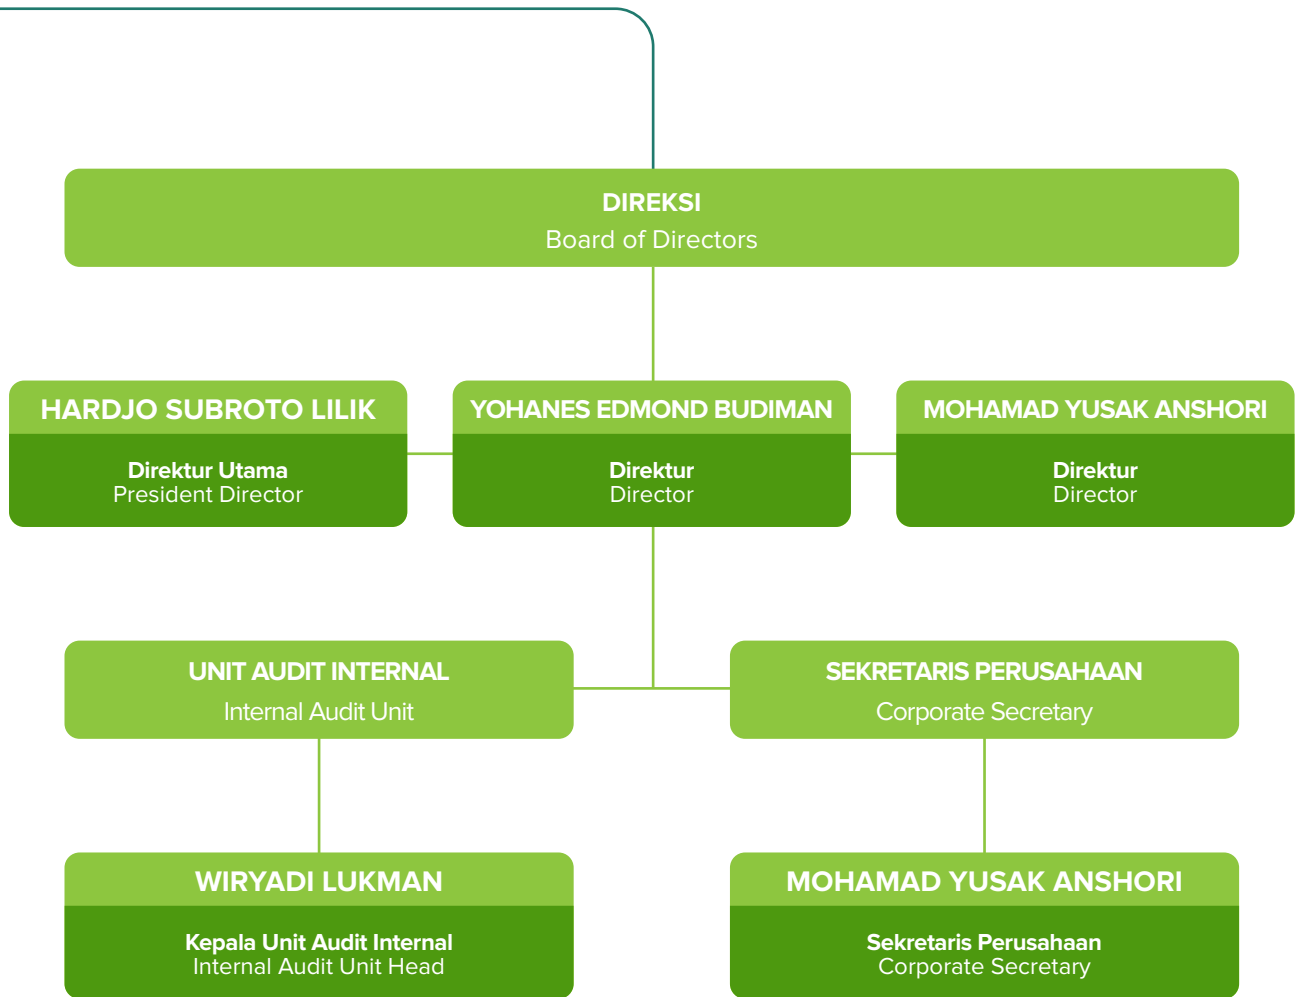 DIREKSI
Board of Directors
HARDJO SUBROTO LILIK
Direktur Utama
President Director
YOHANES EDMOND BUDIMAN
Direktur
Director
MOHAMAD YUSAK ANSHORI
Direktur
Director
UNIT AUDIT INTERNAL
Internal Audit Unit
SEKRETARIS PERUSAHAAN
Corporate Secretary
WIRYADI LUKMAN
Kepala Unit Audit Internal
Internal Audit Unit Head
MOHAMAD YUSAK ANSHORI
Sekretaris Perusahaan
Corporate Secretary